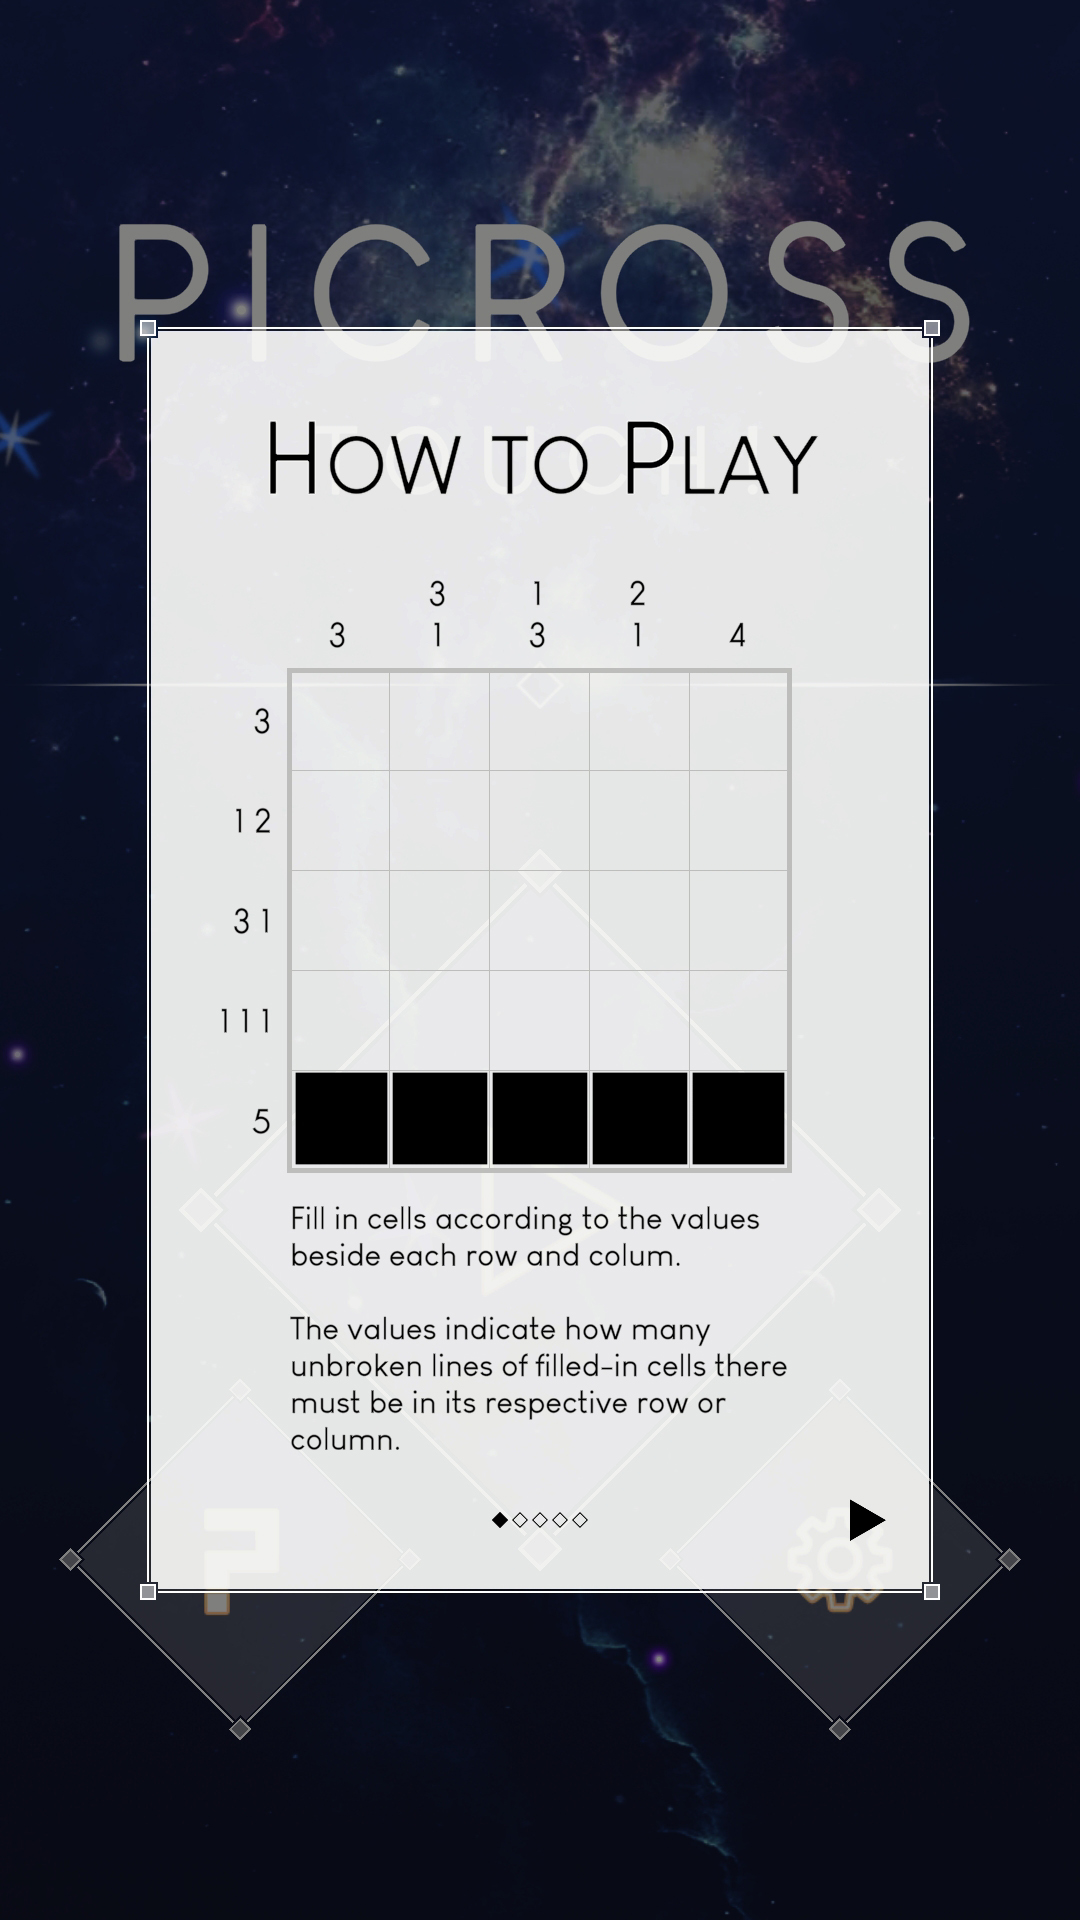 PICROSS
TOUCH
HOW TO PLAY
3 1 2
3 1 3 1 4
3
1 2
3 1
1 1 1
5
Fill in cells according to the values
beside each row and colum.
The values indicate how many
unbroken lines of filled-in cells there
must be in its respective row or
column.